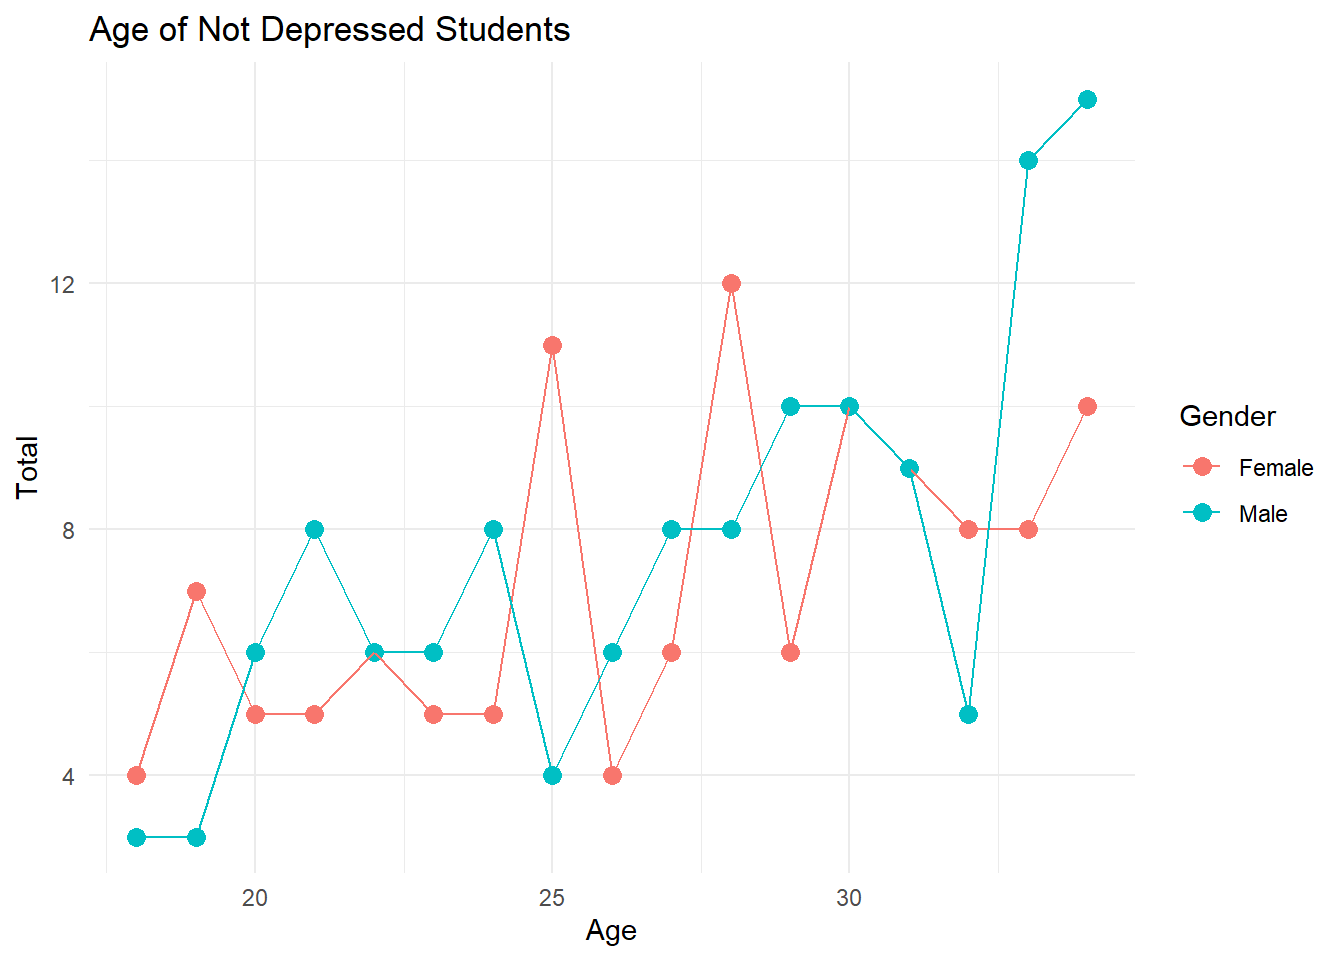 Age of Not Depressed Students
Total
12
8
4
20 25 30
Age
Gender
Female
Male